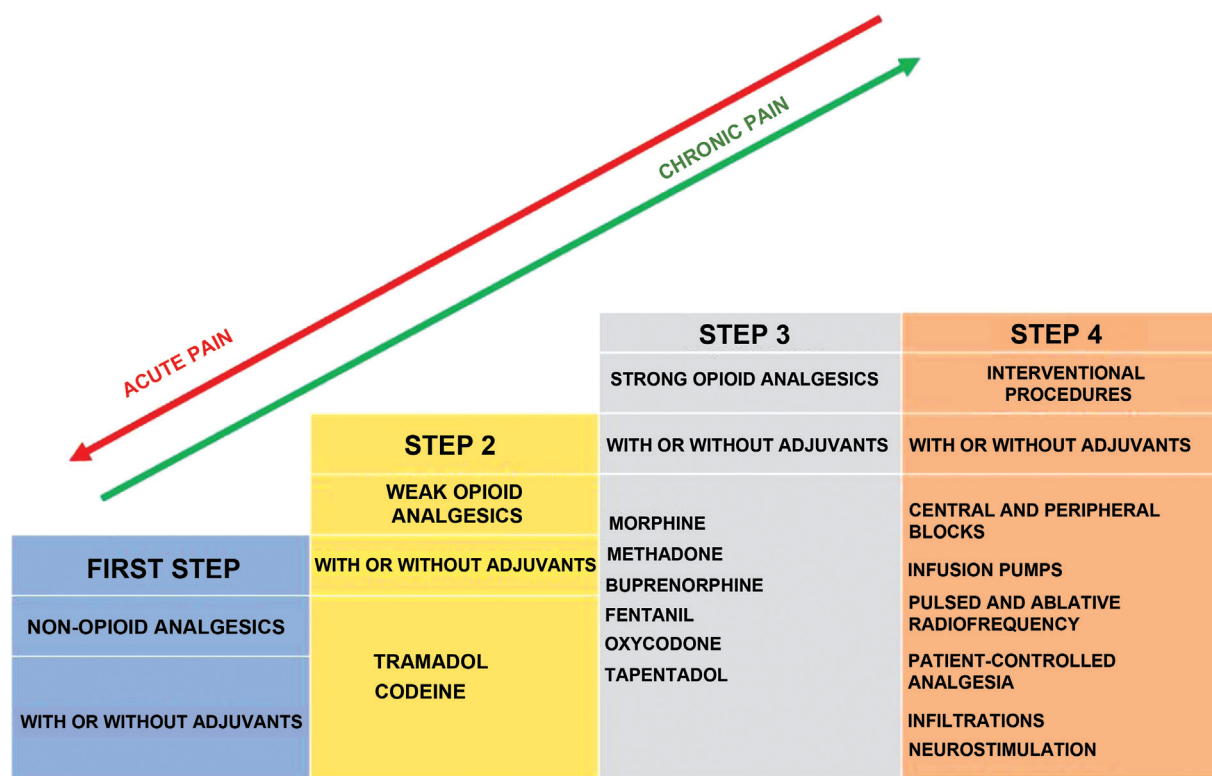 CHRONIC PAIN
ACUTE PAIN
FIRST STEP
NON-OPIOID ANALGESICS
WITH OR WITHOUT ADJUVANTS
STEP 2
WEAK OPIOID
ANALGESICS
WITH OR WITHOUT ADJUVANTS
TRAMADOL
CODEINE
STEP 3
STRONG OPIOID ANALGESICS
WITH OR WITHOUT ADJUVANTS
MORPHINE
METHADONE
BUPRENORPHINE
FENTANIL
OXYCODONE
TAPENTADOL
STEP 4
INTERVENTIONAL
PROCEDURES
WITH OR WITHOUT ADJUVANTS
CENTRAL AND PERIPHERAL
BLOCKS
INFUSION PUMPS
PULSED AND ABLATIVE
RADIOFREQUENCY
PATIENT-CONTROLLED
ANALGESIA
INFILTRATIONS
NEUROSTIMULATION